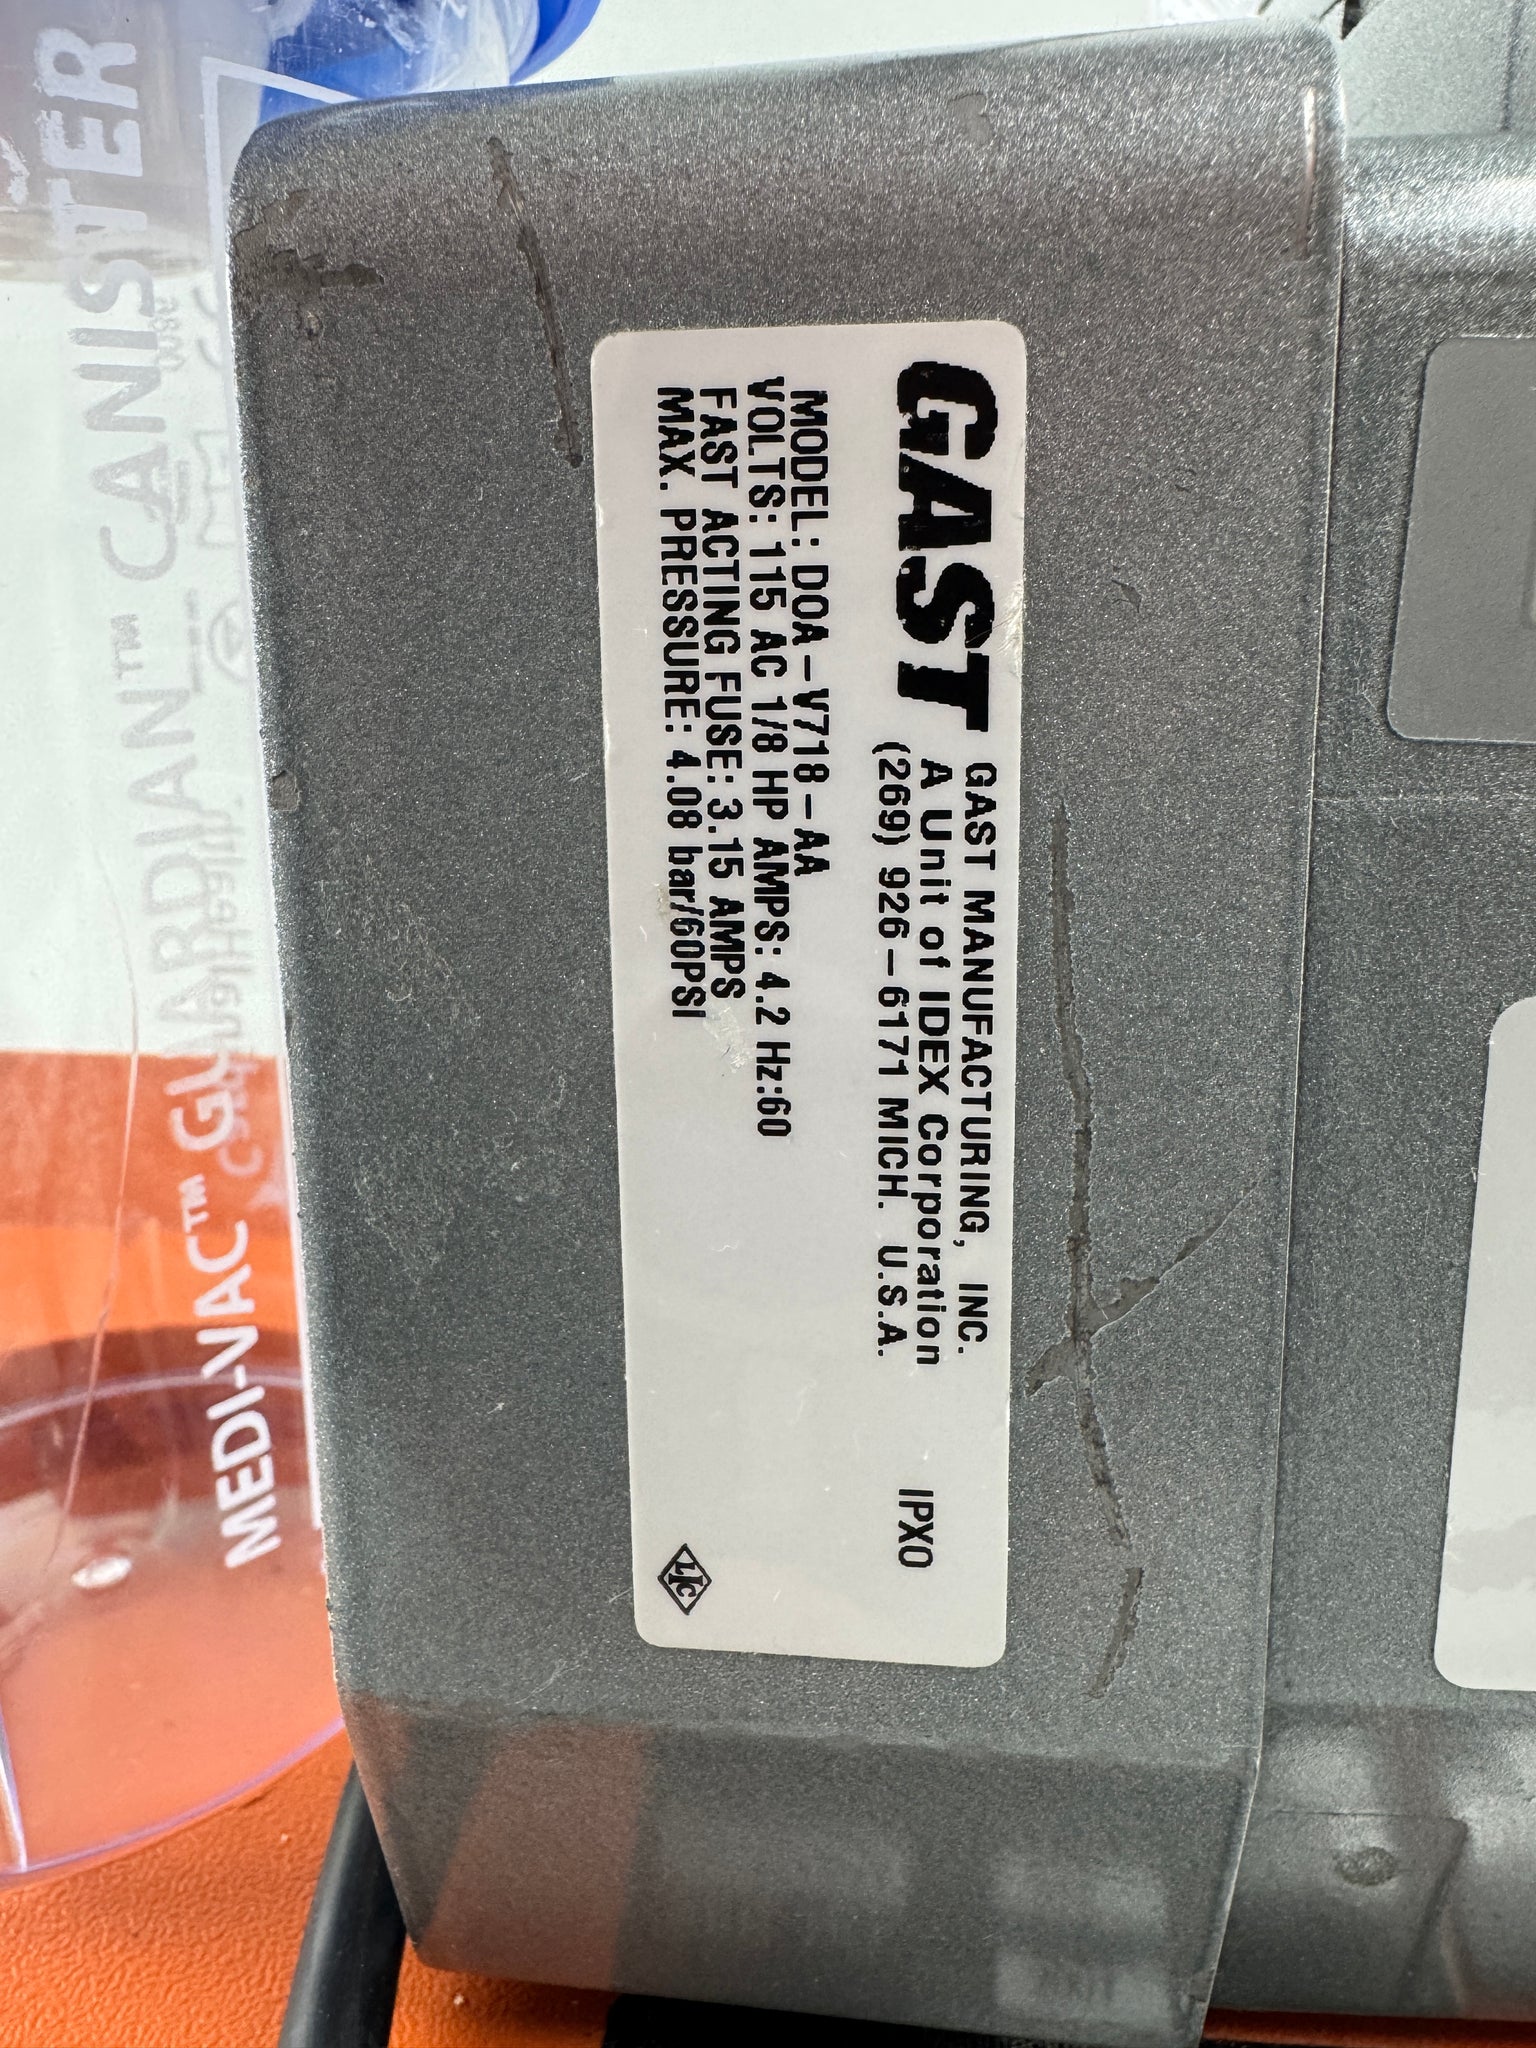 GAST
GAST MANUFACTURING, INC.
A Unit of IDEX Corporation
(269) 926-6171 MICH. U.S.A.
IPX0
MODEL: DOA-V718-AA
VOLTS: 115 AC 1/8 HP AMPS: 4.2 Hz:60
FAST ACTING FUSE: 3.15 AMPS
MAX. PRESSURE: 4.08 bar/60PSI
LJC
MEDI-VAC™ GUARDIAN™ CANISTER
CardinalHealth